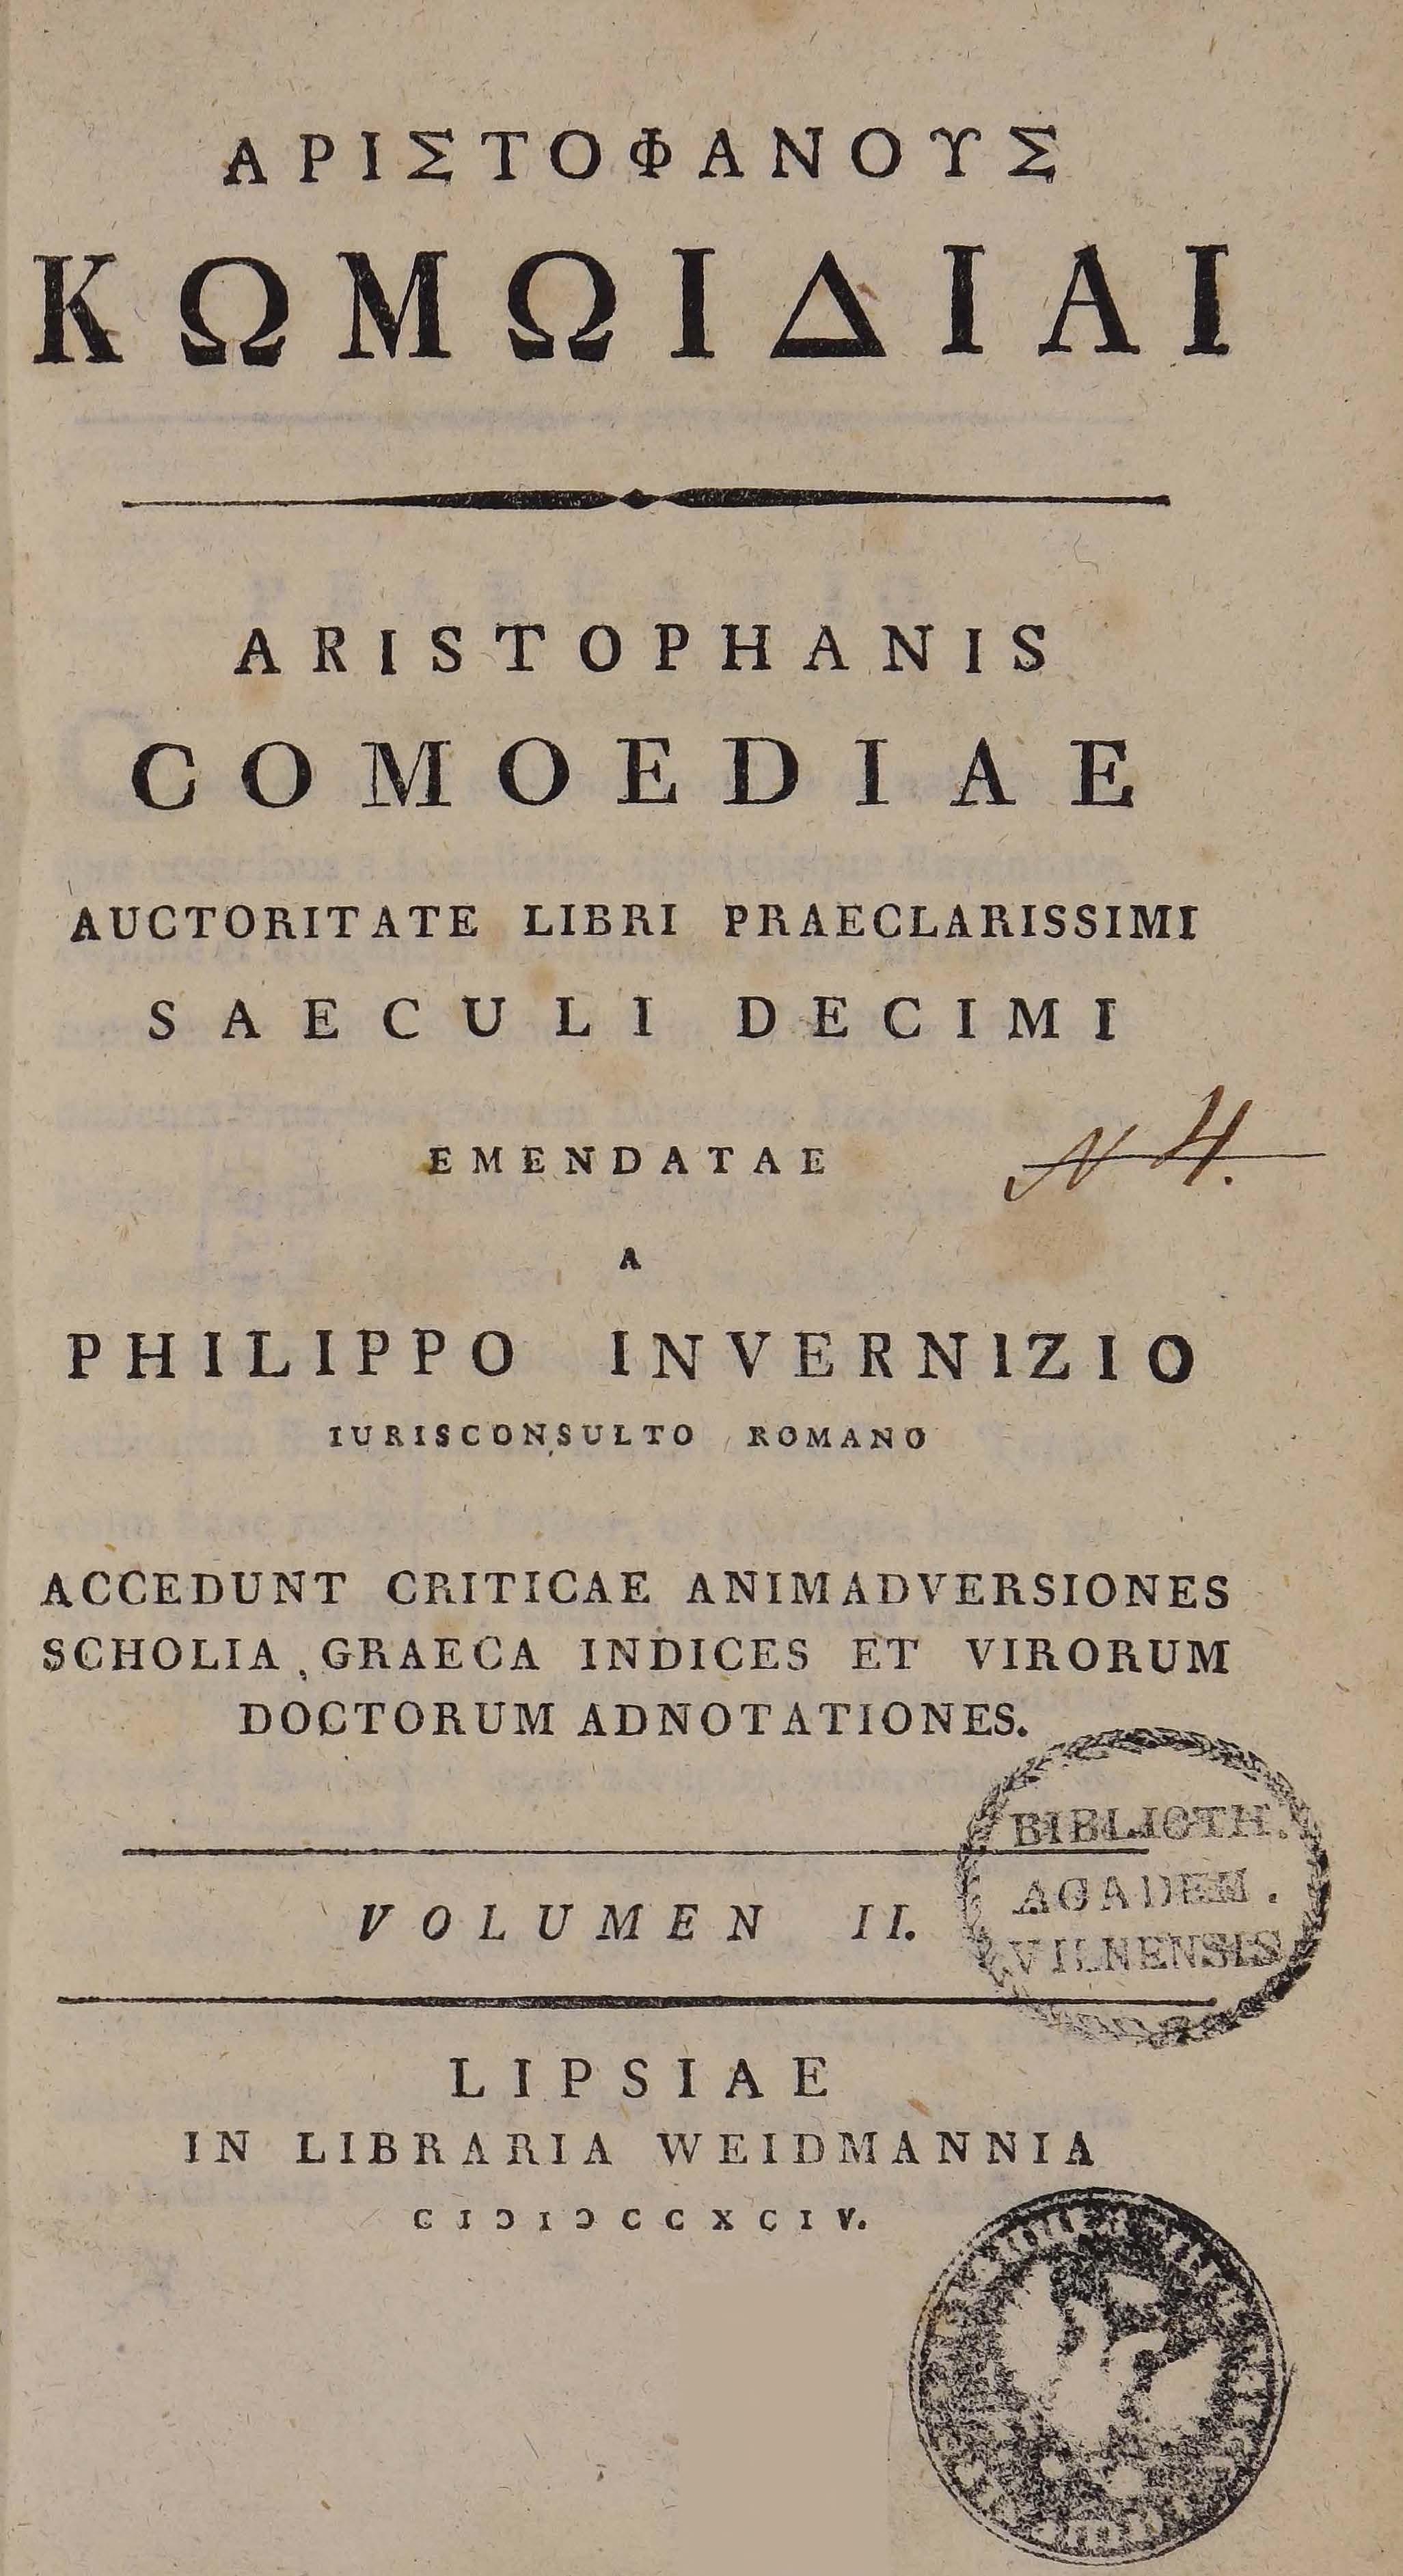 ΑΡΙΣΤΟΦΑΝΟΥΣ
ΚΩΜΩΙΔΙΑΙ
ARISTOPHANIS
COMOEDIAE
AUCTORITATE LIBRI PRAECLARISSIMI
SAECULI DECIMI
EMENDATAE
N 4.
A
PHILIPPO INVERNIZIO
IURISCONSULTO ROMANO
ACCEDUNT CRITICAE ANIMADVERSIONES
SCHOLIA GRAECA INDICES ET VIRORUM
DOCTORUM ADNOTATIONES.
VOLUMEN II.
BIBLIOTH.
ACADEM.
VILNENSIS
LIPSIAE
IN LIBRARIA WEIDMANNIA
CIƆIƆCCXCIV.